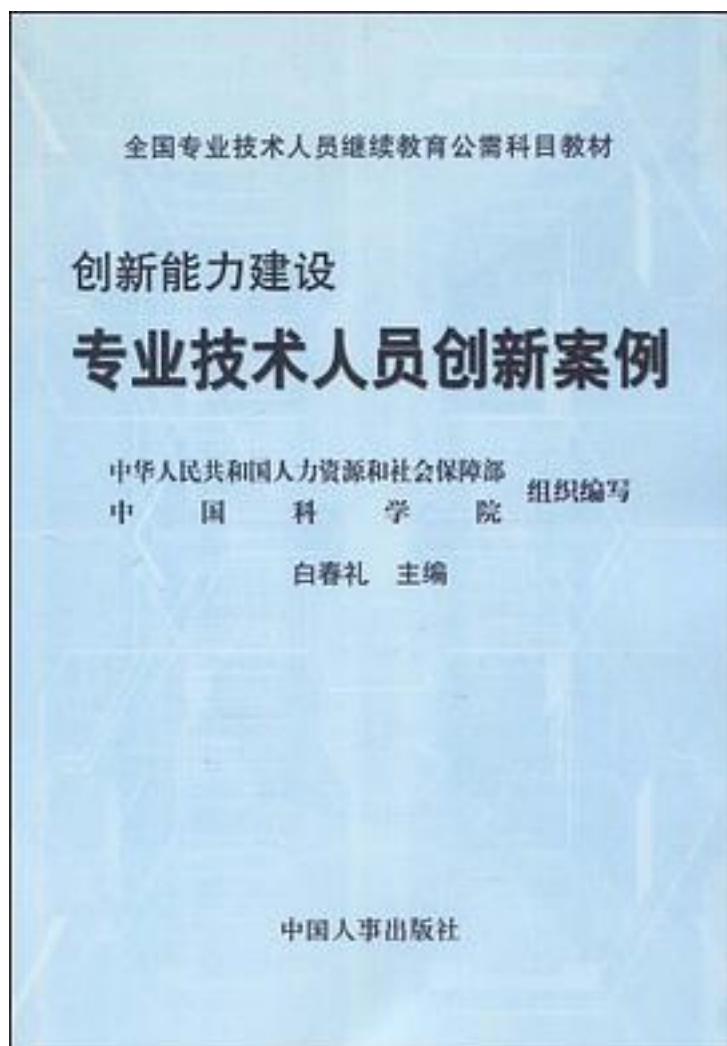 全国专业技术人员继续教育公需科目教材
创新能力建设
专业技术人员创新案例
中华人民共和国人力资源和社会保障部
中国科学院 组织编写
白春礼 主编
中国人事出版社